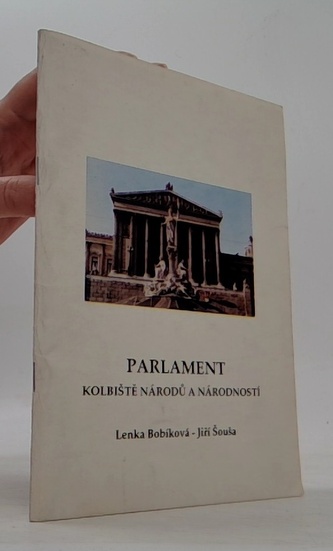 PARLAMENT
KOLBIŠTĚ NÁRODŮ A NÁRODNOSTÍ
Lenka Bobíková - Jiří Šouša